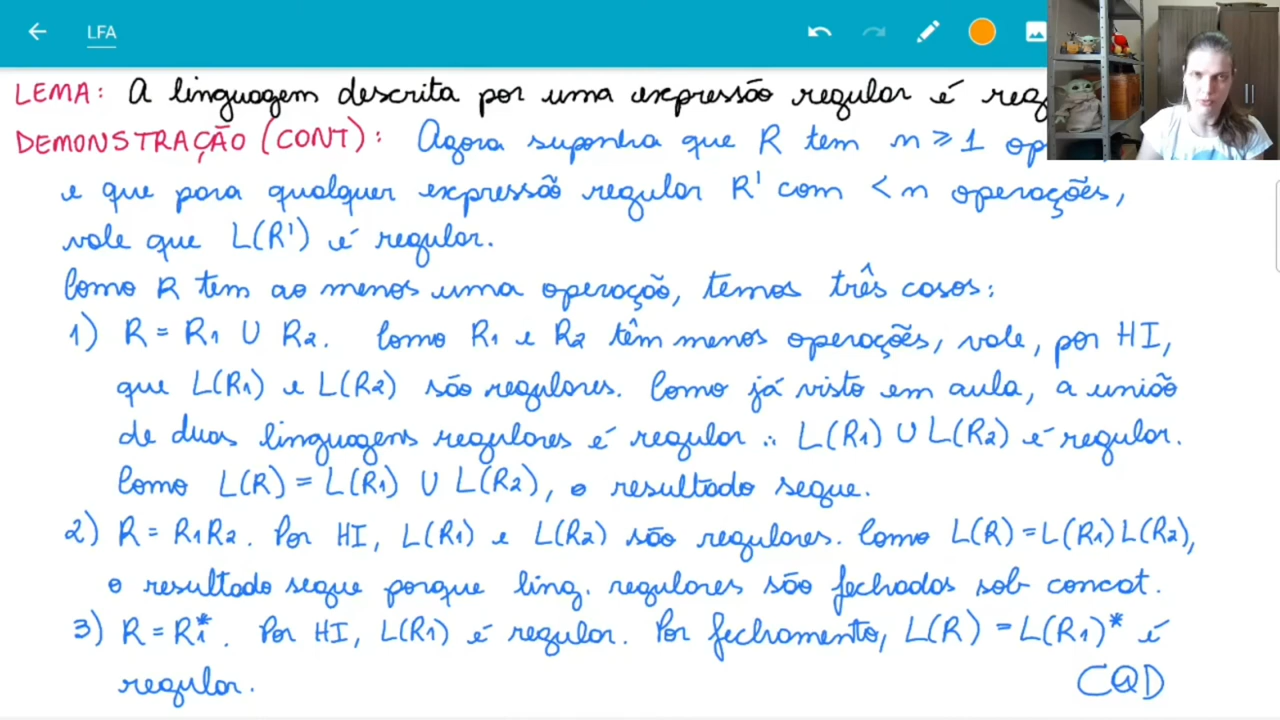 LFA
LEMA: A linguagem descrita por uma expressão regular é
DEMONSTRAÇÃO (CONT): Agora suponha que R tem n ≥ 1
e que para qualquer expressão regular R' com < n operações,
vale que L(R') é regular.
Como R tem ao menos uma operação, temos três casos:
1) R = R1 ∪ R2. Como R1 e R2 têm menos operações, vale, por HI,
que L(R1) e L(R2) são regulares. Como já visto em aula, a união
de duas linguagens regulares é regular ∴ L(R1) ∪ L(R2) é regular.
Como L(R) = L(R1) ∪ L(R2), o resultado segue.
2) R = R1R2. Por HI, L(R1) e L(R2) são regulares. Como L(R) = L(R1)L(R2),
o resultado segue porque ling. regulares são fechadas sob concat.
3) R = R1*. Por HI, L(R1) é regular. Por fechamento, L(R) = L(R1)* é
regular. CQD